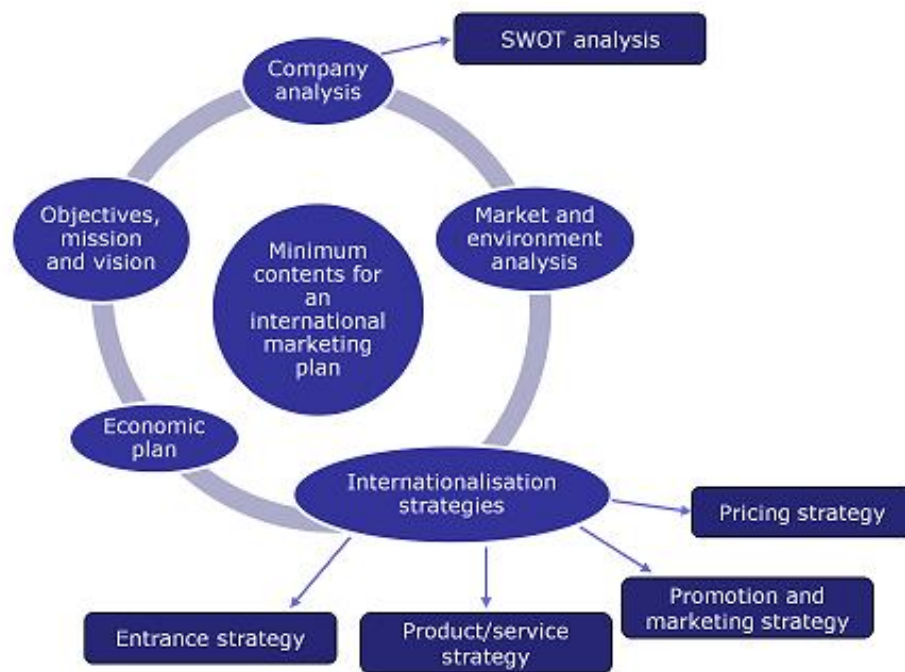 SWOT analysis
Company
analysis
Objectives,
mission
and vision
Market and
environment
analysis
Minimum
contents for
an
international
marketing
plan
Economic
plan
Internationalisation
strategies
Pricing strategy
Promotion and
marketing strategy
Entrance strategy
Product/service
strategy